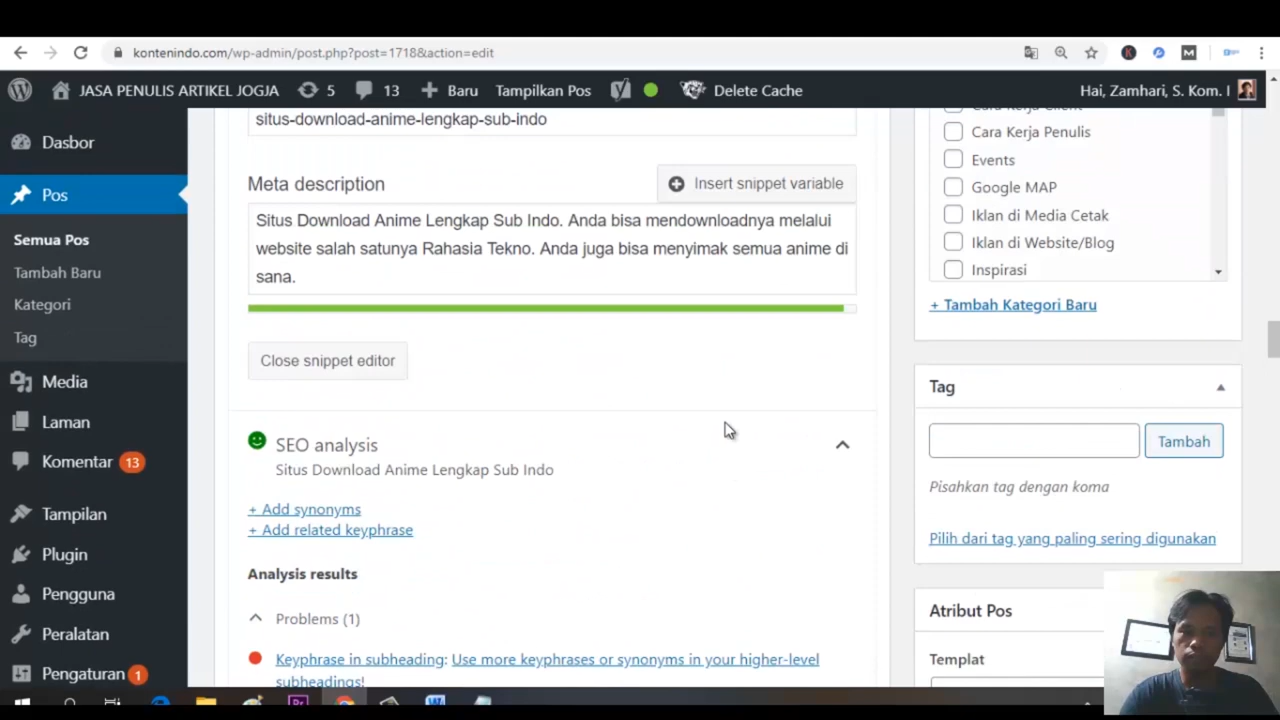 kontenindo.com/wp-admin/post.php?post=1718&action=edit
JASA PENULIS ARTIKEL JOGJA 5 13 Baru Tampilkan Pos Delete Cache Hai, Zamhari, S. Kom. I
Dasbor
Pos
Semua Pos
Tambah Baru
Kategori
Tag
Media
Laman
Komentar 13
Tampilan
Plugin
Pengguna
Peralatan
Pengaturan 1
situs-download-anime-lengkap-sub-indo
Meta description
Insert snippet variable
Situs Download Anime Lengkap Sub Indo. Anda bisa mendownloadnya melalui
website salah satunya Rahasia Tekno. Anda juga bisa menyimak semua anime di
sana.
Close snippet editor
SEO analysis
Situs Download Anime Lengkap Sub Indo
+ Add synonyms
+ Add related keyphrase
Analysis results
Problems (1)
Keyphrase in subheading: Use more keyphrases or synonyms in your higher-level
subheadings!
Cara Kerja Client
Cara Kerja Penulis
Events
Google MAP
Iklan di Media Cetak
Iklan di Website/Blog
Inspirasi
+ Tambah Kategori Baru
Tag
Tambah
Pisahkan tag dengan koma
Pilih dari tag yang paling sering digunakan
Atribut Pos
Templat